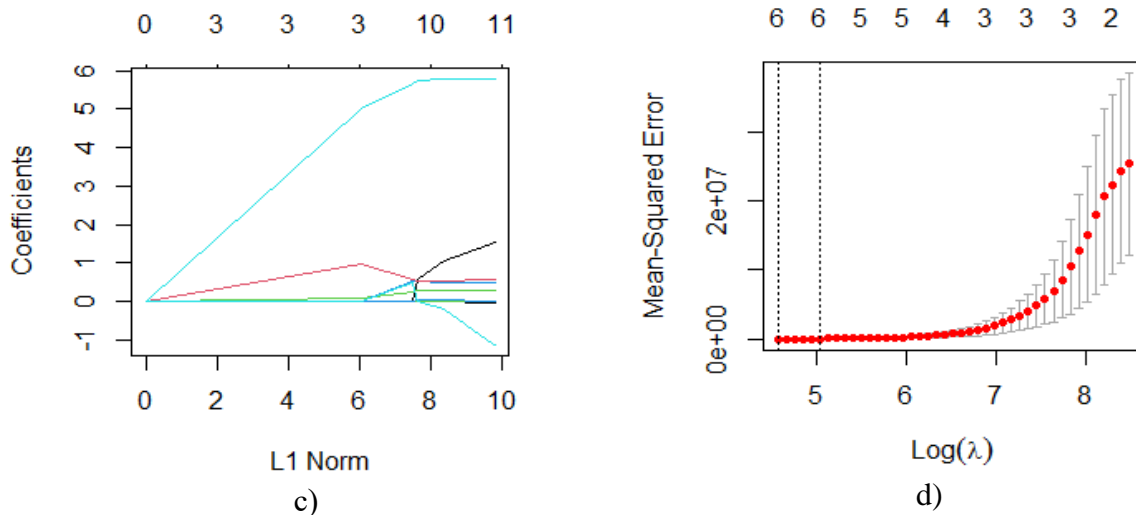 0 3 3 3 10 11
6
5
4
3
2
1
0
-1
Coefficients
0 2 4 6 8 10
L1 Norm
c)
6 6 5 5 4 3 3 3 2
Mean-Squared Error
2e+07
0e+00
5 6 7 8
Log(λ)
d)